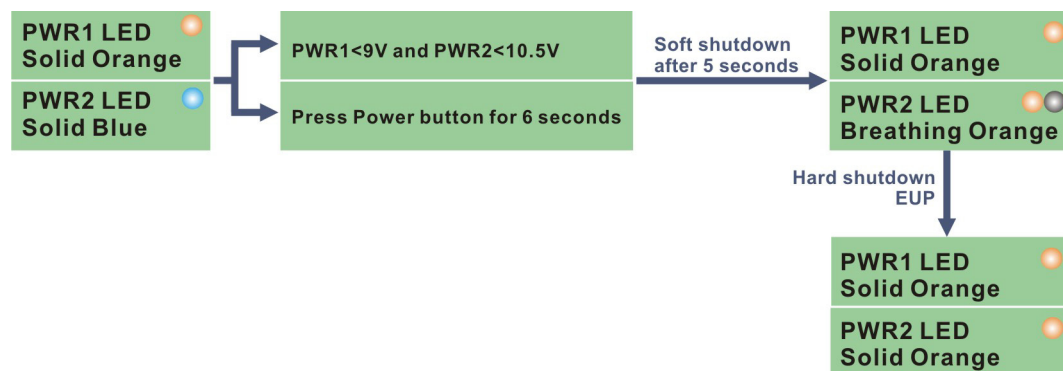 PWR1 LED
Solid Orange
PWR2 LED
Solid Blue
PWR1<9V and PWR2<10.5V
Press Power button for 6 seconds
Soft shutdown
after 5 seconds
PWR1 LED
Solid Orange
PWR2 LED
Breathing Orange
Hard shutdown
EUP
PWR1 LED
Solid Orange
PWR2 LED
Solid Orange